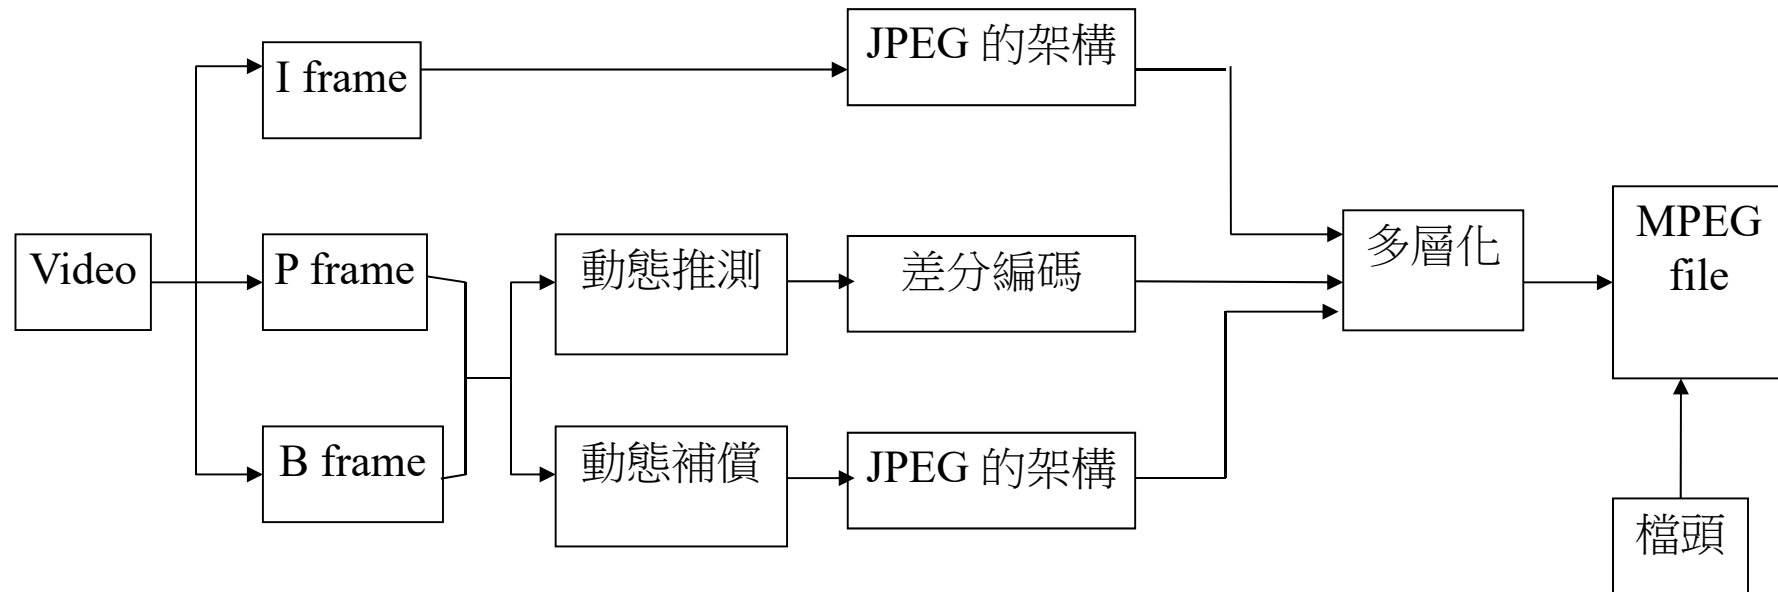 I frame
JPEG 的架構
Video
P frame
動態推測
差分編碼
多層化
MPEG
file
B frame
動態補償
JPEG 的架構
檔頭